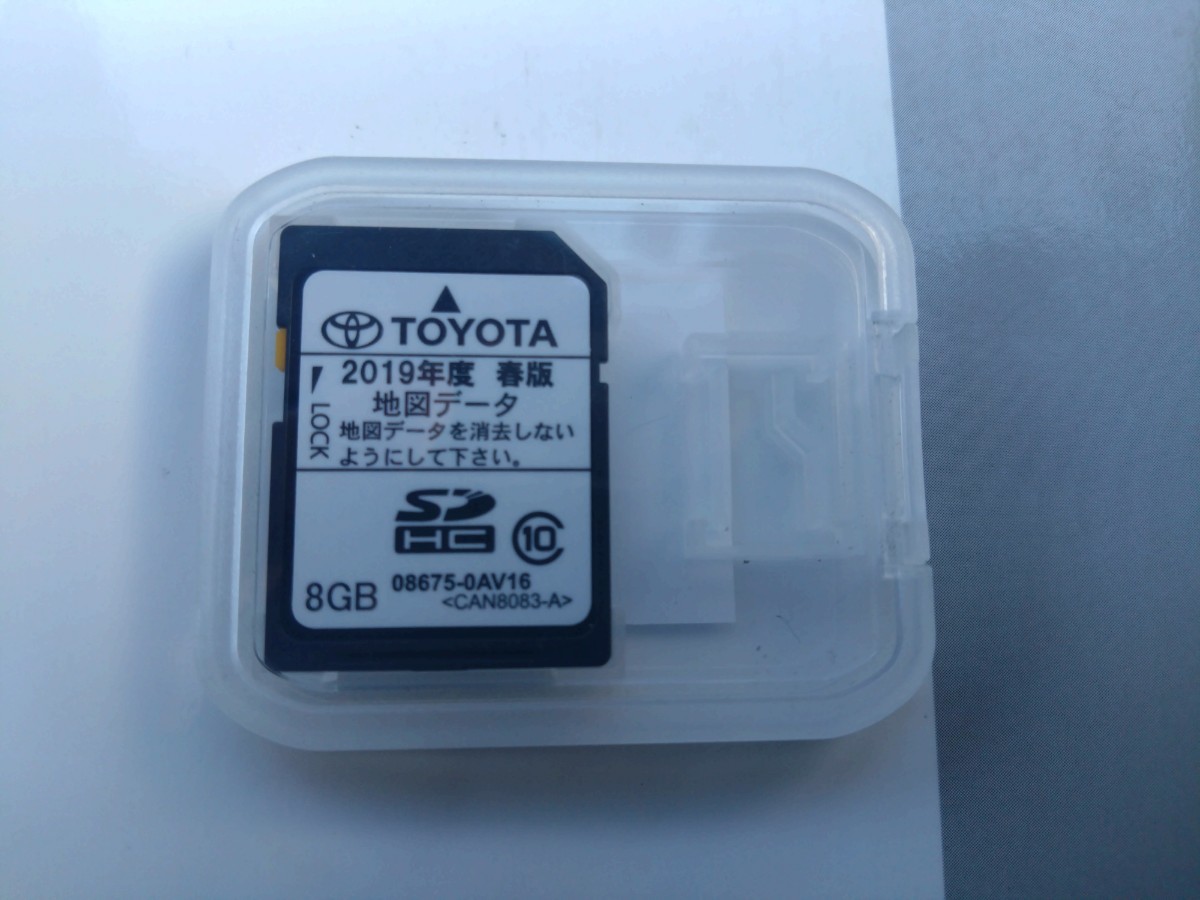 TOYOTA
2019年度 春版
地図データ
地図データを消去しない
ようにして下さい。
LOCK
SD
HC
10
8GB
08675-0AV16
<CAN8083-A>